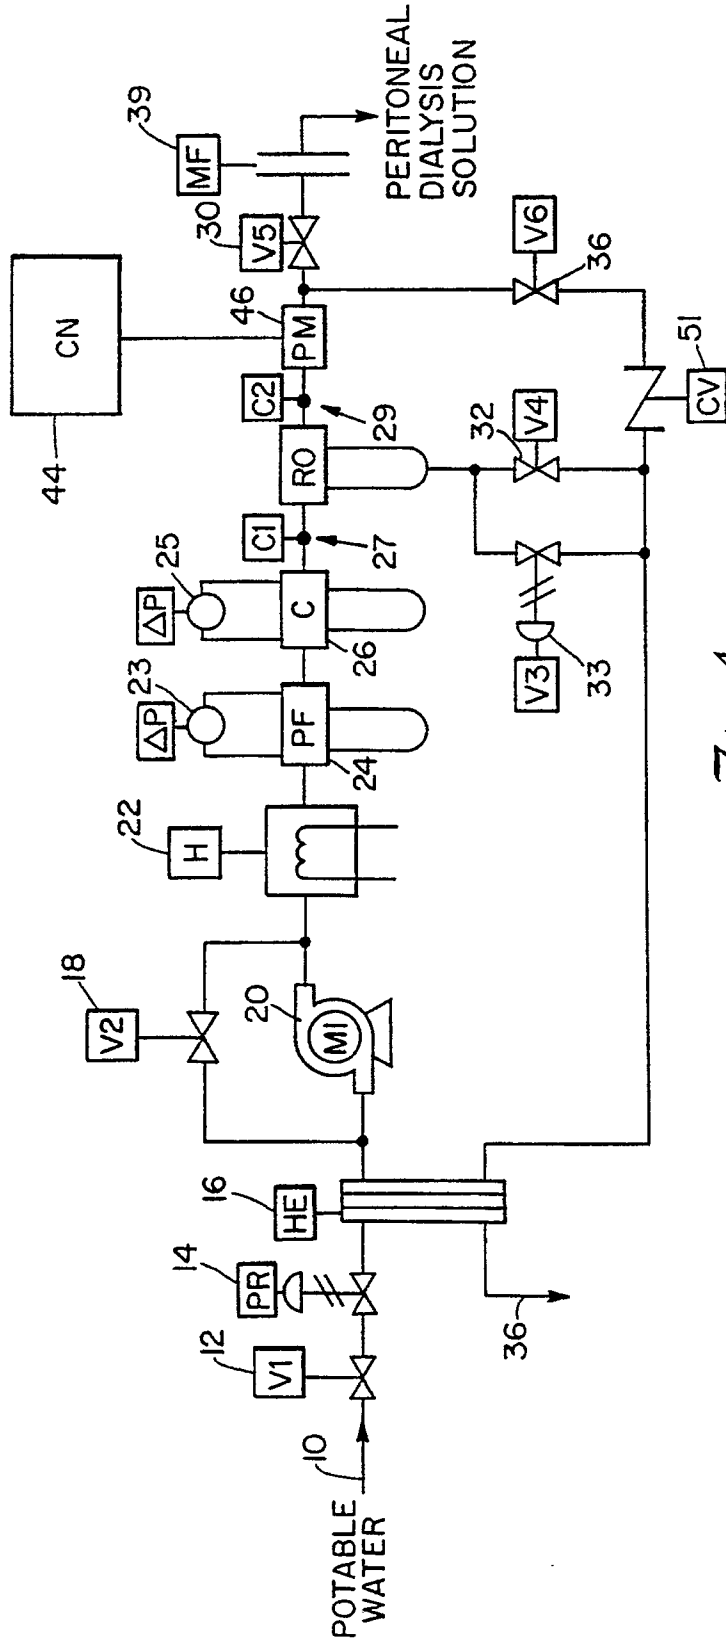 POTABLE
WATER
10
V1
12
PR
14
HE
16
36
V2
18
M1
20
H
22
PF
24
ΔP
23
C
26
ΔP
25
C1
27
RO
C2
29
PM
46
CN
44
V5
30
MF
39
PERITONEAL
DIALYSIS
SOLUTION
V3
33
V4
32
V6
36
CV
51